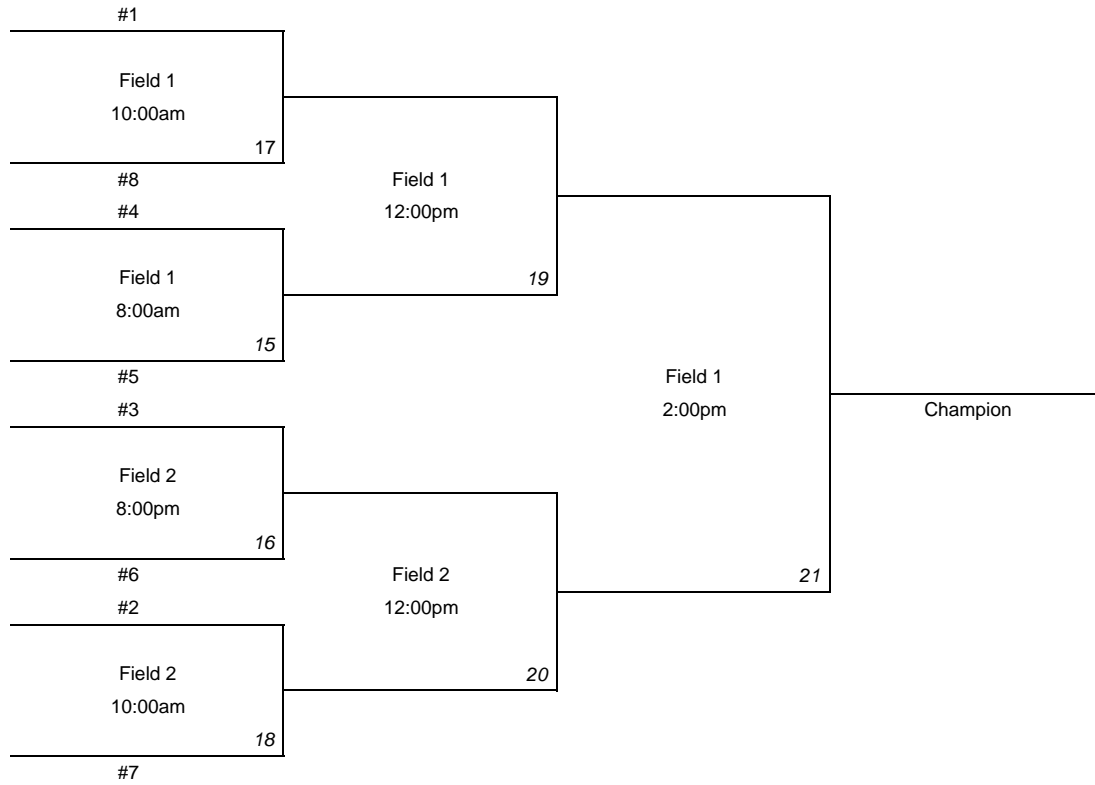 #1
Field 1
10:00am
17
#8
Field 1
#4
12:00pm
Field 1
19
8:00am
15
#5
Field 1
#3
2:00pm
Champion
Field 2
8:00pm
16
#6
Field 2
21
#2
12:00pm
Field 2
20
10:00am
18
#7